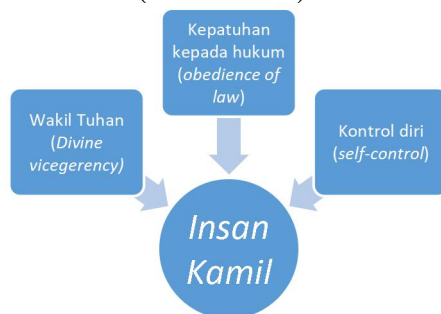 Kepatuhan
kepada hukum
(obedience of
law)
Wakil Tuhan
(Divine
vicegerency)
Kontrol diri
(self-control)
Insan
Kamil